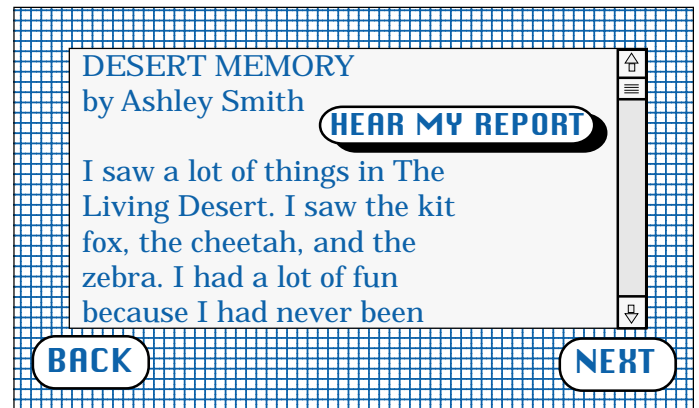 DESERT MEMORY
by Ashley Smith
HEAR MY REPORT
I saw a lot of things in The
Living Desert. I saw the kit
fox, the cheetah, and the
zebra. I had a lot of fun
because I had never been
BACK
NEXT